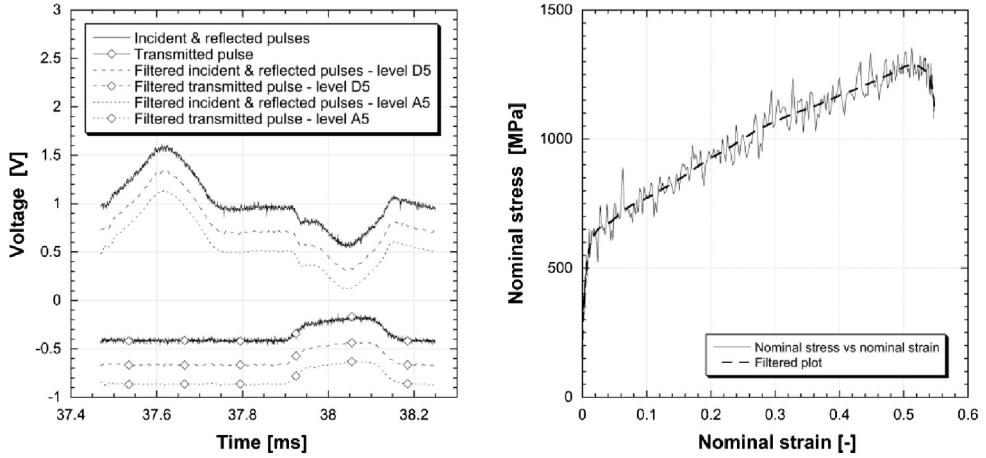 3
2.5
2
1.5
1
0.5
0
-0.5
-1
Voltage [V]
Incident & reflected pulses
Transmitted pulse
Filtered incident & reflected pulses - level D5
Filtered transmitted pulse - level D5
Filtered incident & reflected pulses - level A5
Filtered transmitted pulse - level A5
37.4
37.6
37.8
38
38.2
Time [ms]
1500
1000
500
0
Nominal stress [MPa]
Nominal stress vs nominal strain
Filtered plot
0
0.1
0.2
0.3
0.4
0.5
0.6
Nominal strain [-]